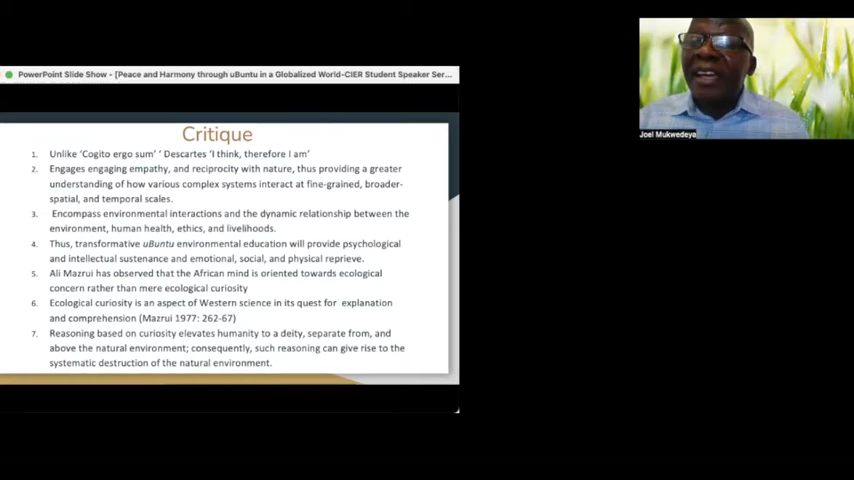 PowerPoint Slide Show - [Peace and Harmony through uBuntu in a Globalized World-CIER Student Speaker Ser...
Critique
1. Unlike 'Cogito ergo sum' ' Descartes 'I think, therefore I am'
2. Engages engaging empathy, and reciprocity with nature, thus providing a greater
understanding of how various complex systems interact at fine-grained, broader-
spatial, and temporal scales.
3. Encompass environmental interactions and the dynamic relationship between the
environment, human health, ethics, and livelihoods.
4. Thus, transformative uBuntu environmental education will provide psychological
and intellectual sustenance and emotional, social, and physical reprieve.
5. Ali Mazrui has observed that the African mind is oriented towards ecological
concern rather than mere ecological curiosity
6. Ecological curiosity is an aspect of Western science in its quest for explanation
and comprehension (Mazrui 1977: 262-67)
7. Reasoning based on curiosity elevates humanity to a deity, separate from, and
above the natural environment; consequently, such reasoning can give rise to the
systematic destruction of the natural environment.
Joel Mukwedeya